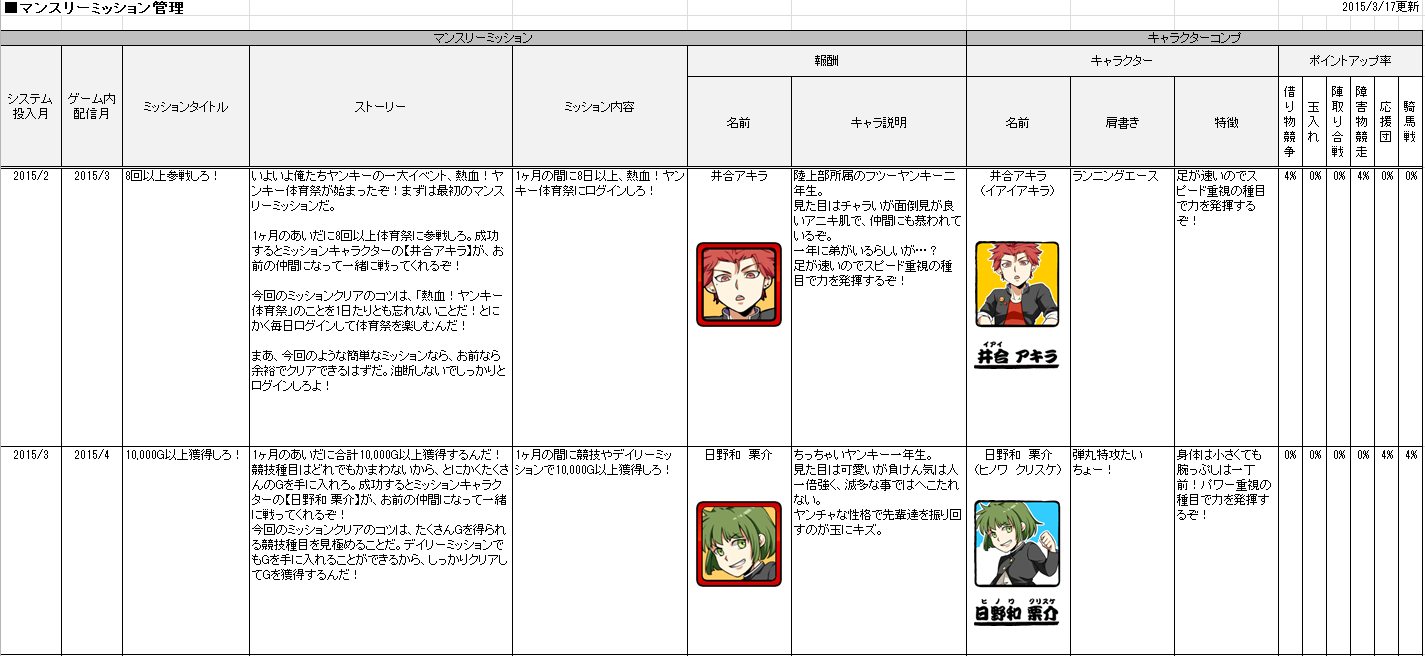 ■マンスリーミッション管理
2015/3/17更新
マンスリーミッション
キャラクターコンプ
システム
投入月
ゲーム内
配信月
ミッションタイトル
ストーリー
ミッション内容
報酬
名前
キャラ説明
キャラクター
名前
肩書き
特徴
ポイントアップ率
借り物競争
玉入れ
陣取り合戦
障害物競走
応援団
騎馬戦
2015/2
2015/3
8回以上参戦しろ！
いよいよ俺たちヤンキーの一大イベント、熱血！ヤ
ンキー体育祭が始まったぞ！まずは最初のマンス
リーミッションだ。
1ヶ月のあいだに8回以上体育祭に参戦しろ。成功
するとミッションキャラクターの【井合アキラ】が、お
前の仲間になって一緒に戦ってくれるぞ！
今回のミッションクリアのコツは、「熱血！ヤンキー
体育祭」のことを1日たりとも忘れないことだ！とに
かく毎日ログインして体育祭を楽しむんだ！
まあ、今回のような簡単なミッションなら、お前なら
余裕でクリアできるはずだ。油断しないでしっかりと
ログインしろよ！
1ヶ月の間に8日以上、熱血！ヤン
キー体育祭にログインしろ！
井合アキラ
陸上部所属のフツーヤンキー二
年生。
見た目はチャラいが面倒見が良
いアニキ肌で、仲間にも慕われて
いるぞ。
一年に弟がいるらしいが…？
足が速いのでスピード重視の種
目で力を発揮するぞ！
井合アキラ
（イアイアキラ）
イアイ
井合 アキラ
ランニングエース
足が速いのでス
ピード重視の種目
で力を発揮する
ぞ！
4%
0%
0%
4%
0%
0%
2015/3
2015/4
10,000G以上獲得しろ！
1ヶ月のあいだに合計10,000G以上獲得するんだ！
競技種目はどれでもかまわないから、とにかくたくさ
んのGを手に入れろ。成功するとミッションキャラク
ターの【日野和 栗介】が、お前の仲間になって一緒
に戦ってくれるぞ！
今回のミッションクリアのコツは、たくさんGを得られ
る競技種目を見極めることだ。デイリーミッションで
もGを手に入れることができるから、しっかりクリアし
てGを獲得するんだ！
1ヶ月の間に競技やデイリーミッ
ションで10,000G以上獲得しろ！
日野和 栗介
ちっちゃいヤンキー一年生。
見た目は可愛いが負けん気は人
一倍強く、滅多な事ではへこたれ
ない。
ヤンチャな性格で先輩達を振り回
すのが玉にキズ。
日野和 栗介
（ヒノワ クリスケ）
ヒノワ クリスケ
日野和 栗介
弾丸特攻たい
ちょー！
身体は小さくても
腕っぷしは一丁
前！パワー重視の
種目で力を発揮す
るぞ！
0%
0%
0%
0%
4%
4%